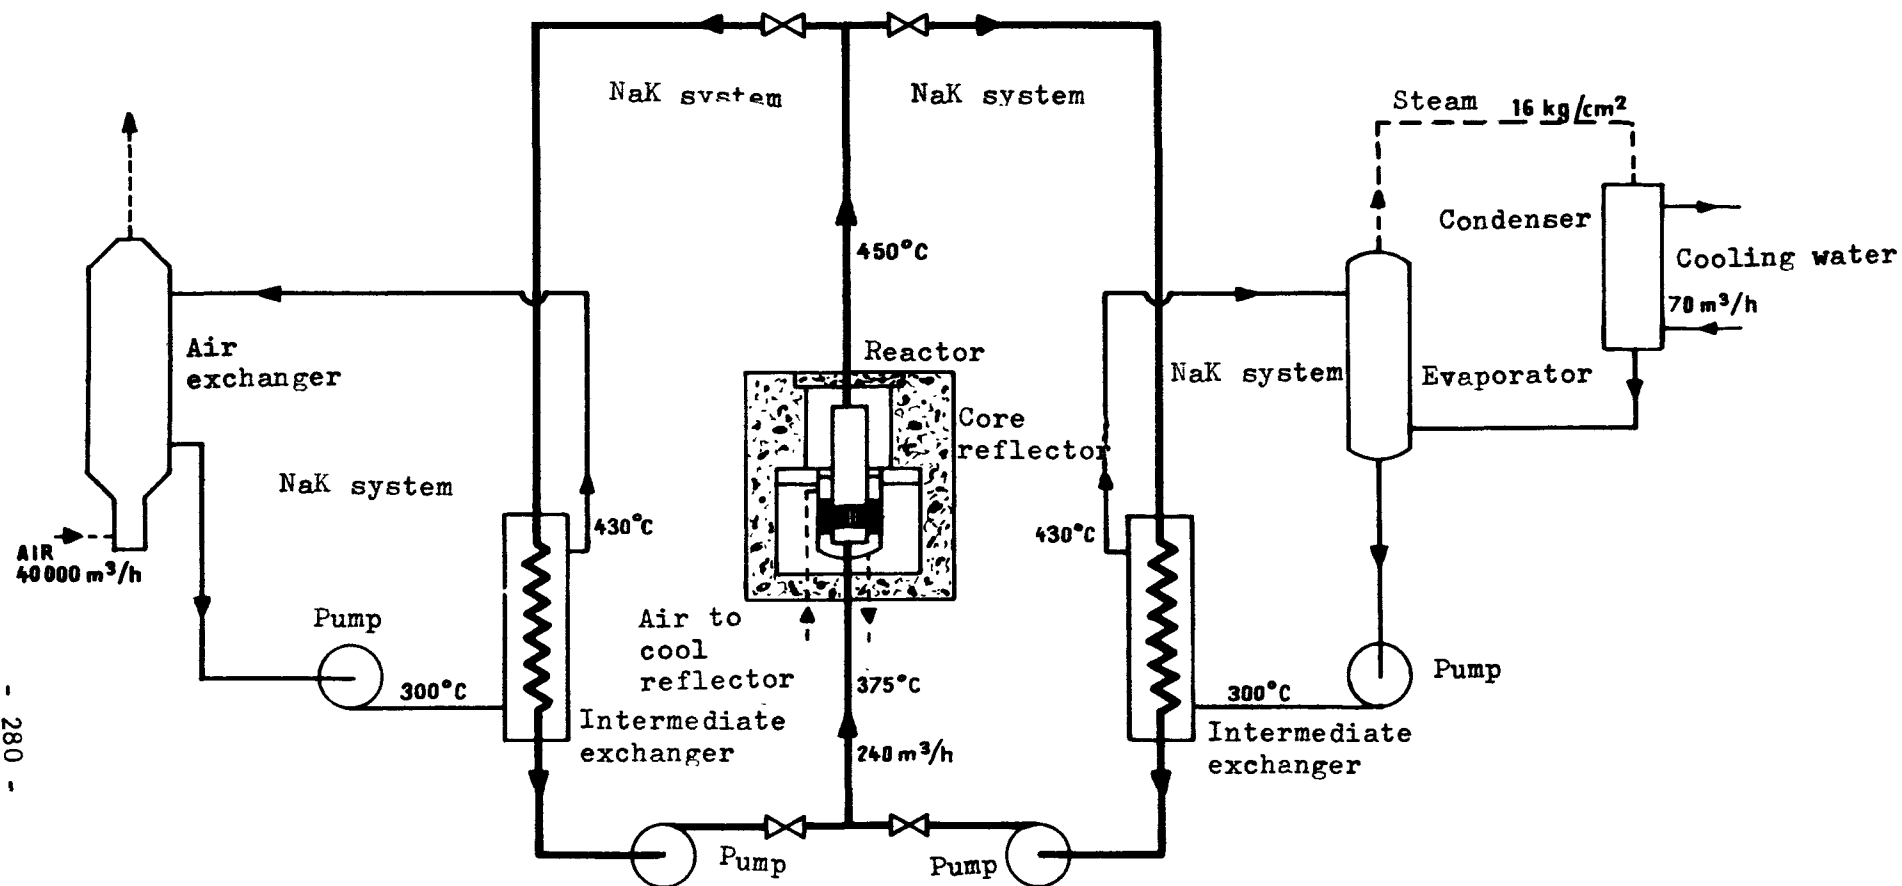 NaK system
NaK system
Steam 16 kg/cm²
Condenser
Cooling water
70 m³/h
450°C
Air
exchanger
Reactor
NaK system
Evaporator
Core
reflector
NaK system
430°C
430°C
AIR
40000 m³/h
Pump
Air to
cool
reflector
300°C
375°C
300°C
Pump
Intermediate
exchanger
240 m³/h
Intermediate
exchanger
Pump
Pump
- 280 -